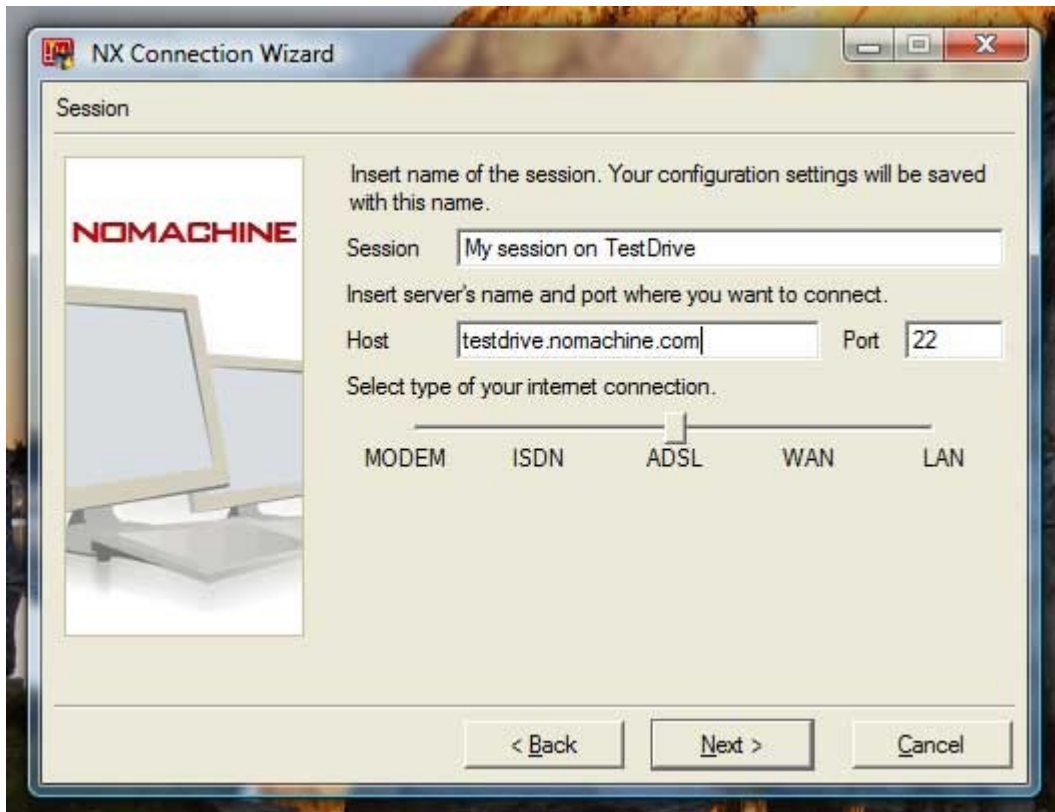 NX Connection Wizard
Session
NOMACHINE
Insert name of the session. Your configuration settings will be saved
with this name.
Session My session on TestDrive
Insert server's name and port where you want to connect.
Host testdrive.nomachine.com Port 22
Select type of your internet connection.
MODEM ISDN ADSL WAN LAN
< Back Next > Cancel